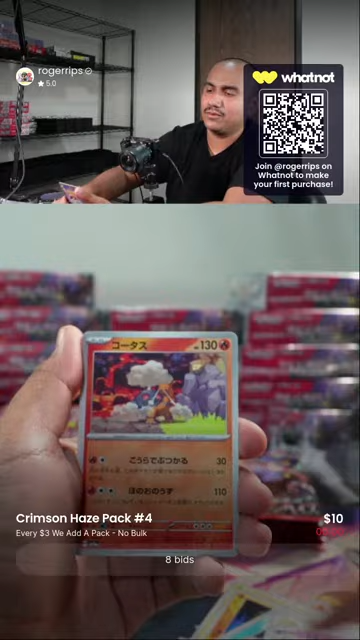 rogerrips
★ 5.0
whatnot
Join @rogerrips on
Whatnot to make
your first purchase!
コータス
130
こうらでぶつかる 30
ほのおのうず 110
Crimson Haze Pack #4
$10
Every $3 We Add A Pack - No Bulk
8 bids